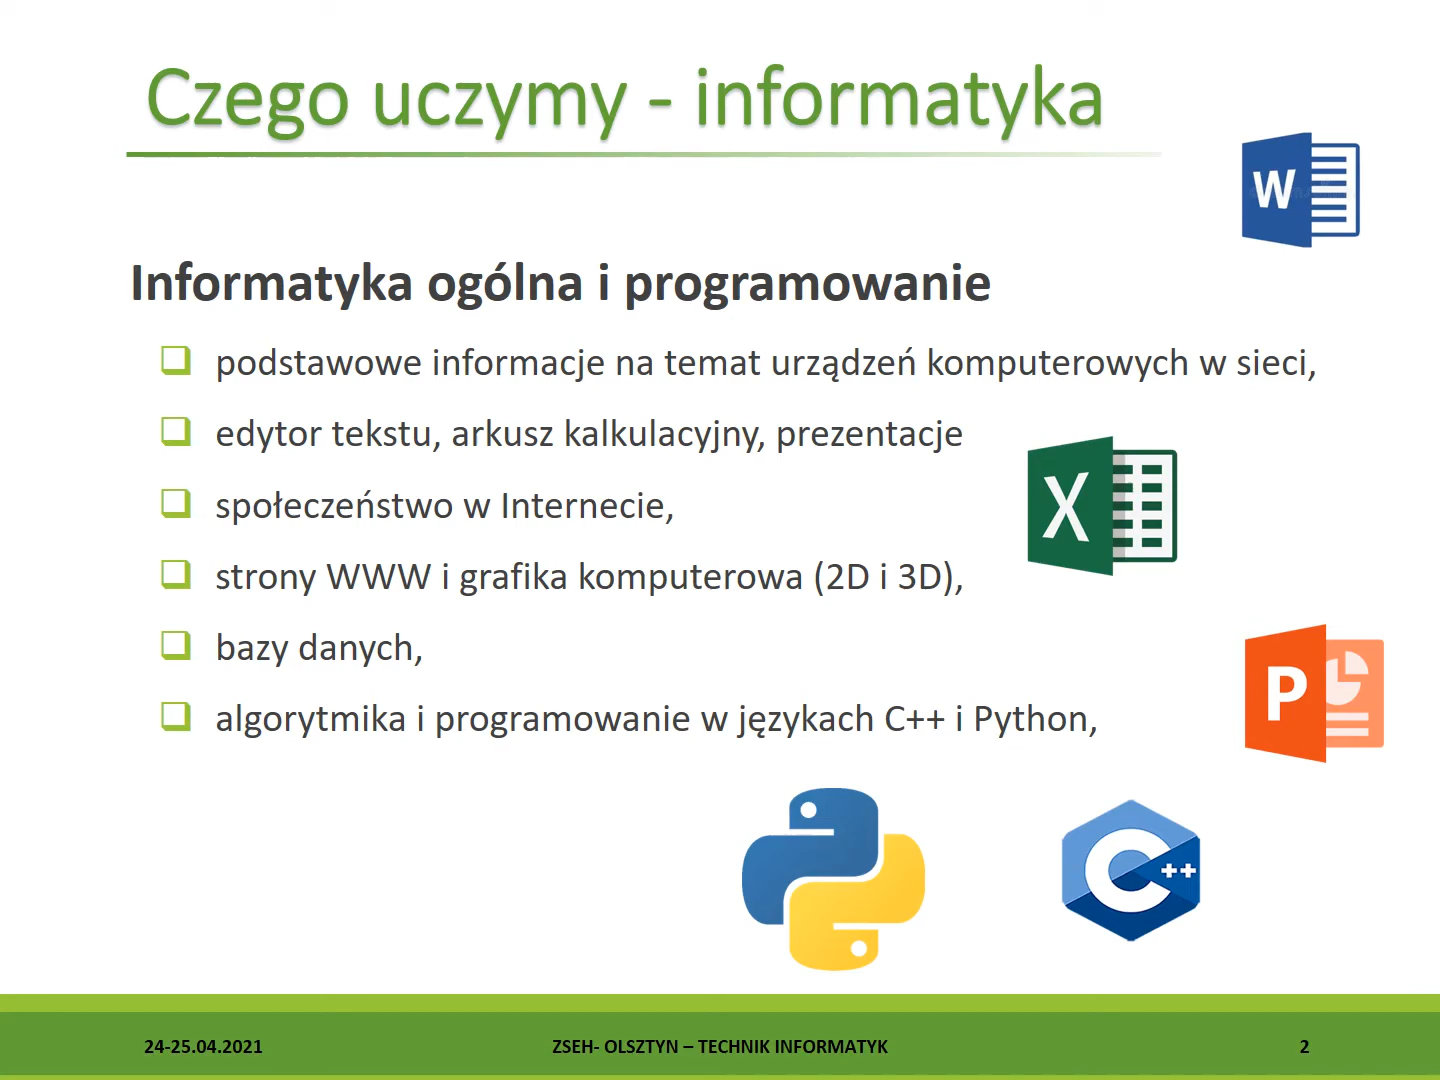 Czego uczymy - informatyka
W
Informatyka ogólna i programowanie
podstawowe informacje na temat urządzeń komputerowych w sieci,
edytor tekstu, arkusz kalkulacyjny, prezentacje
X
społeczeństwo w Internecie,
strony WWW i grafika komputerowa (2D i 3D),
bazy danych,
P
algorytmika i programowanie w językach C++ i Python,
C++
24-25.04.2021 ZSEH- OLSZTYN – TECHNIK INFORMATYK 2